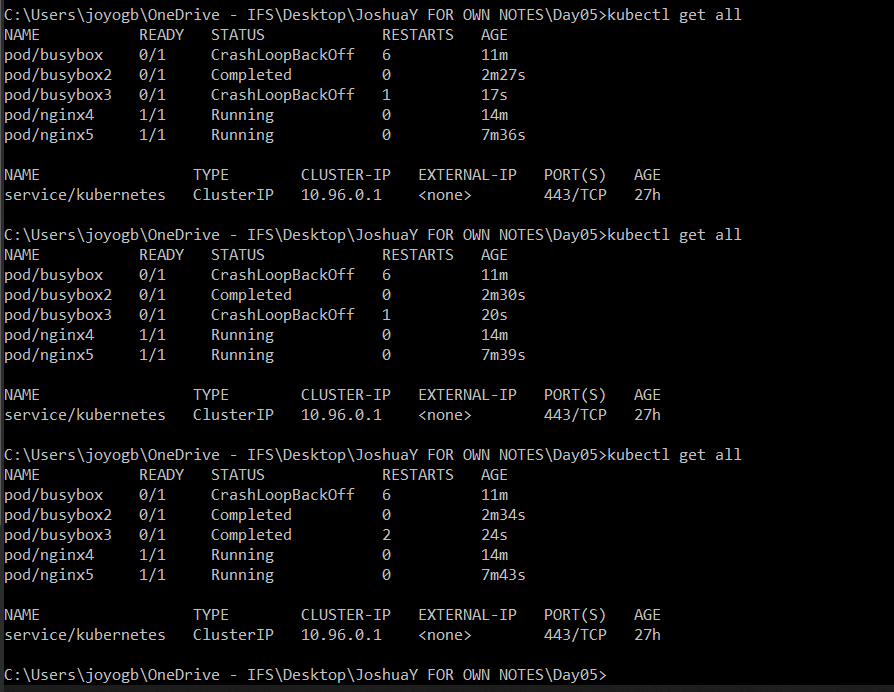 C:\Users\joyogb\OneDrive - IFS\Desktop\JoshuaY FOR OWN NOTES\Day05>kubectl get all
NAME READY STATUS RESTARTS AGE
pod/busybox 0/1 CrashLoopBackOff 6 11m
pod/busybox2 0/1 Completed 0 2m27s
pod/busybox3 0/1 CrashLoopBackOff 1 17s
pod/nginx4 1/1 Running 0 14m
pod/nginx5 1/1 Running 0 7m36s
NAME TYPE CLUSTER-IP EXTERNAL-IP PORT(S) AGE
service/kubernetes ClusterIP 10.96.0.1 <none> 443/TCP 27h
C:\Users\joyogb\OneDrive - IFS\Desktop\JoshuaY FOR OWN NOTES\Day05>kubectl get all
NAME READY STATUS RESTARTS AGE
pod/busybox 0/1 CrashLoopBackOff 6 11m
pod/busybox2 0/1 Completed 0 2m30s
pod/busybox3 0/1 CrashLoopBackOff 1 20s
pod/nginx4 1/1 Running 0 14m
pod/nginx5 1/1 Running 0 7m39s
NAME TYPE CLUSTER-IP EXTERNAL-IP PORT(S) AGE
service/kubernetes ClusterIP 10.96.0.1 <none> 443/TCP 27h
C:\Users\joyogb\OneDrive - IFS\Desktop\JoshuaY FOR OWN NOTES\Day05>kubectl get all
NAME READY STATUS RESTARTS AGE
pod/busybox 0/1 CrashLoopBackOff 6 11m
pod/busybox2 0/1 Completed 0 2m34s
pod/busybox3 0/1 Completed 2 24s
pod/nginx4 1/1 Running 0 14m
pod/nginx5 1/1 Running 0 7m43s
NAME TYPE CLUSTER-IP EXTERNAL-IP PORT(S) AGE
service/kubernetes ClusterIP 10.96.0.1 <none> 443/TCP 27h
C:\Users\joyogb\OneDrive - IFS\Desktop\JoshuaY FOR OWN NOTES\Day05>